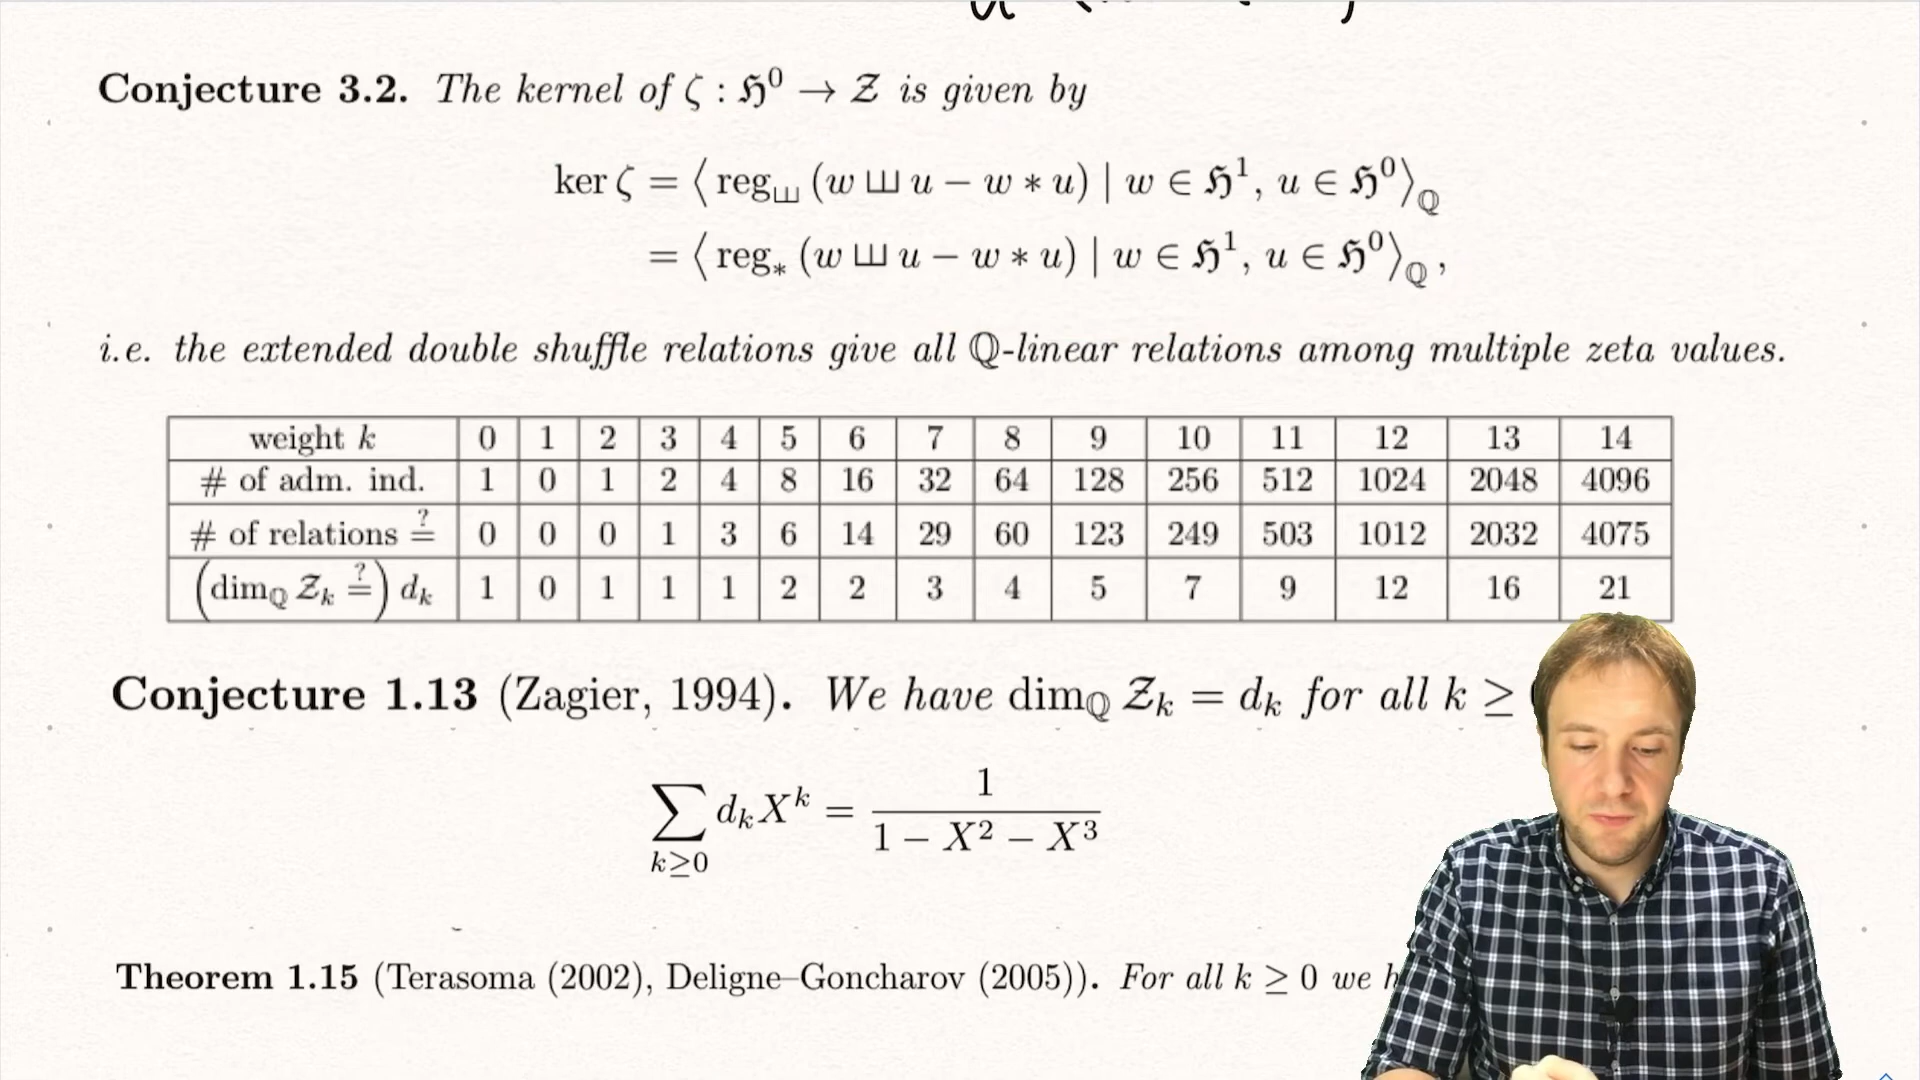 Conjecture 3.2. The kernel of ζ : ℌ⁰ → 𝒵 is given by
ker ζ = ⟨ reg_ш (w ш u − w ∗ u) | w ∈ ℌ¹, u ∈ ℌ⁰⟩_ℚ
= ⟨ reg_∗ (w ш u − w ∗ u) | w ∈ ℌ¹, u ∈ ℌ⁰⟩_ℚ ,
i.e. the extended double shuffle relations give all ℚ-linear relations among multiple zeta values.
weight k 0 1 2 3 4 5 6 7 8 9 10 11 12 13 14
# of adm. ind. 1 0 1 2 4 8 16 32 64 128 256 512 1024 2048 4096
# of relations ≟ 0 0 0 1 3 6 14 29 60 123 249 503 1012 2032 4075
(dim_ℚ 𝒵_k ≟) d_k 1 0 1 1 1 2 2 3 4 5 7 9 12 16 21
Conjecture 1.13 (Zagier, 1994). We have dim_ℚ 𝒵_k = d_k for all k ≥
∑_{k≥0} d_k X^k = 1 / (1 − X² − X³)
Theorem 1.15 (Terasoma (2002), Deligne–Goncharov (2005)). For all k ≥ 0 we